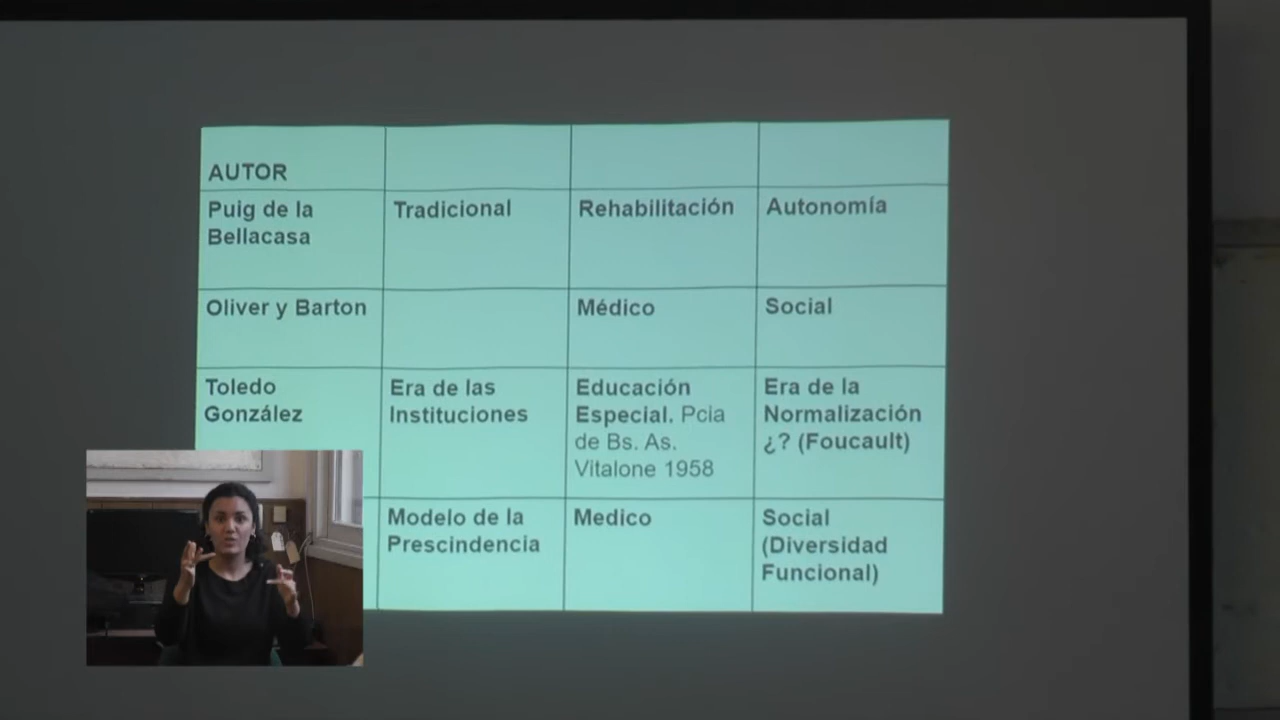 AUTOR
Puig de la
Bellacasa
Tradicional
Rehabilitación
Autonomía
Oliver y Barton
Médico
Social
Toledo
González
Era de las
Instituciones
Educación
Especial. Pcia
de Bs. As.
Vitalone 1958
Era de la
Normalización
¿? (Foucault)
Modelo de la
Prescindencia
Medico
Social
(Diversidad
Funcional)